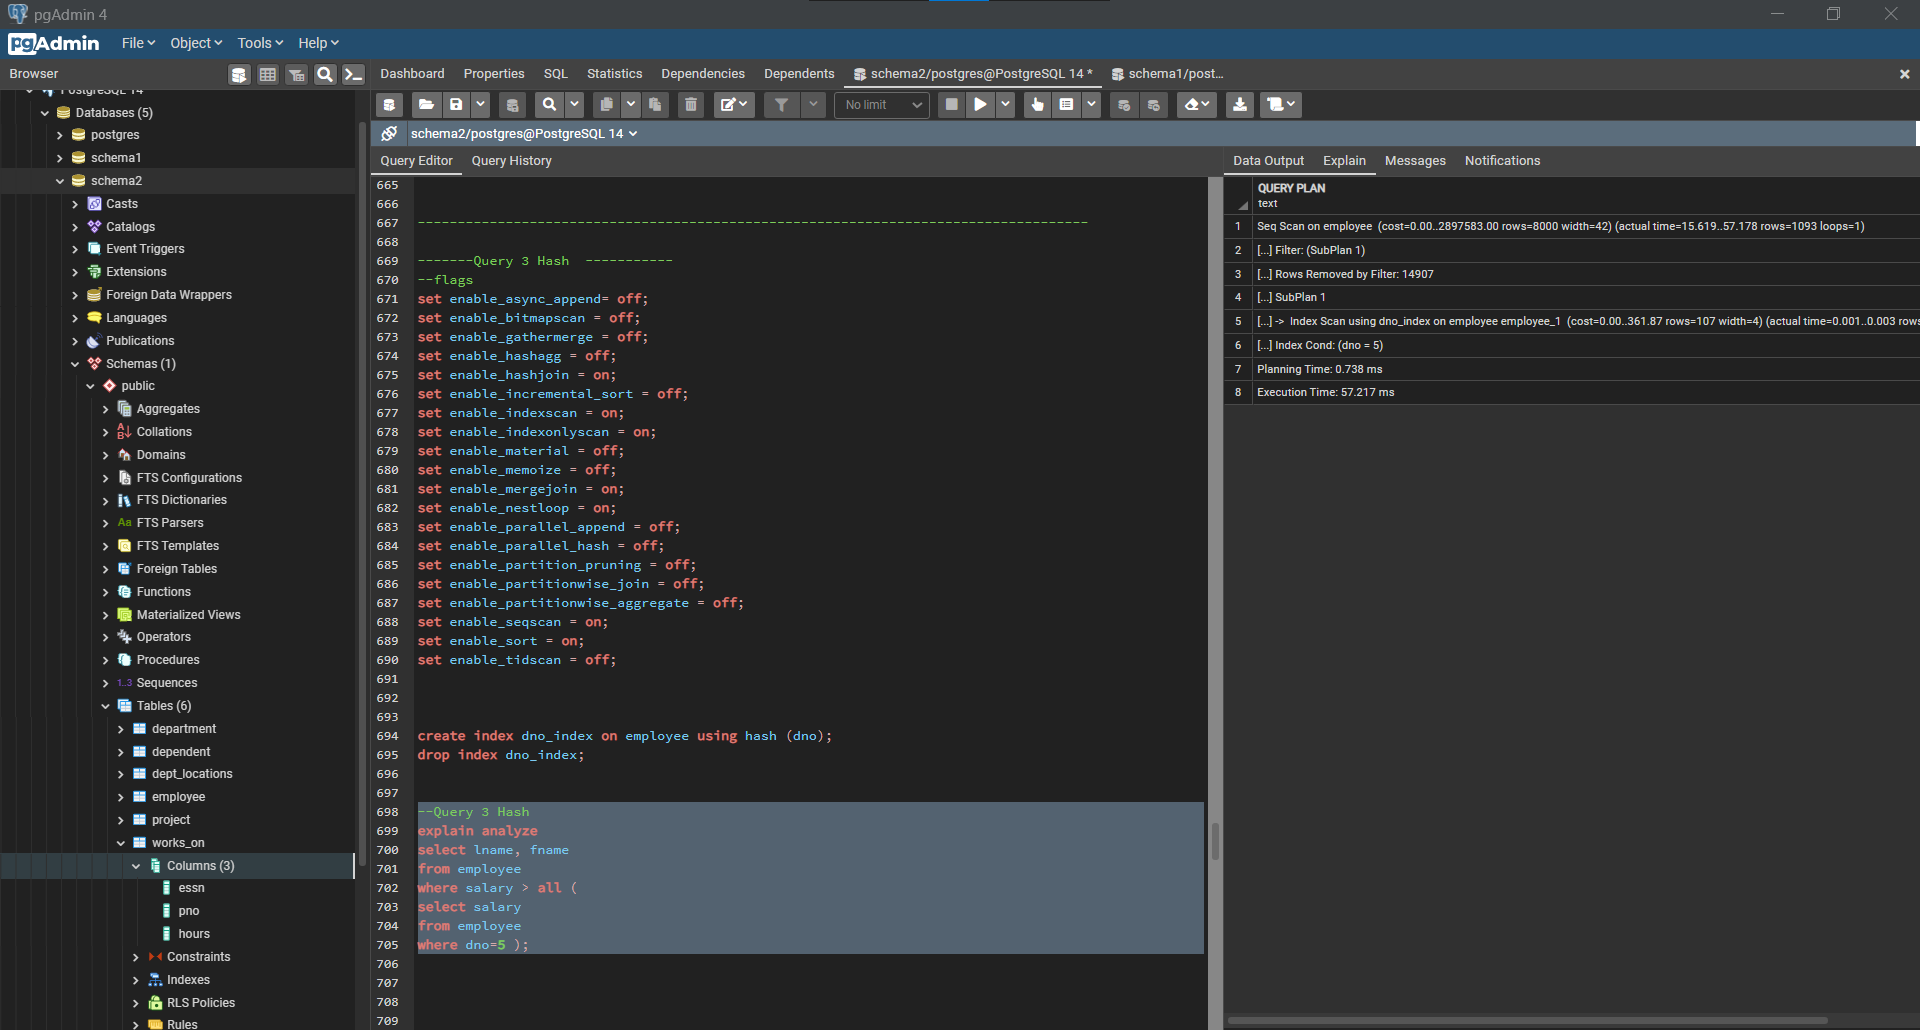 pgAdmin 4
pgAdmin File Object Tools Help
Browser
Dashboard Properties SQL Statistics Dependencies Dependents schema2/postgres@PostgreSQL 14 * schema1/post...
No limit
schema2/postgres@PostgreSQL 14
PostgreSQL 14
Databases (5)
postgres
schema1
schema2
Casts
Catalogs
Event Triggers
Extensions
Foreign Data Wrappers
Languages
Publications
Schemas (1)
public
Aggregates
Collations
Domains
FTS Configurations
FTS Dictionaries
Aa FTS Parsers
FTS Templates
Foreign Tables
Functions
Materialized Views
Operators
Procedures
1..3 Sequences
Tables (6)
department
dependent
dept_locations
employee
project
works_on
Columns (3)
essn
pno
hours
Constraints
Indexes
RLS Policies
Rules
Query Editor Query History
665
666
667 ------------------------------------------------------------------------------------
668
669 -------Query 3 Hash  -----------
670 --flags
671 set enable_async_append= off;
672 set enable_bitmapscan = off;
673 set enable_gathermerge = off;
674 set enable_hashagg = off;
675 set enable_hashjoin = on;
676 set enable_incremental_sort = off;
677 set enable_indexscan = on;
678 set enable_indexonlyscan = on;
679 set enable_material = off;
680 set enable_memoize = off;
681 set enable_mergejoin = on;
682 set enable_nestloop = on;
683 set enable_parallel_append = off;
684 set enable_parallel_hash = off;
685 set enable_partition_pruning = off;
686 set enable_partitionwise_join = off;
687 set enable_partitionwise_aggregate = off;
688 set enable_seqscan = on;
689 set enable_sort = on;
690 set enable_tidscan = off;
691
692
693
694 create index dno_index on employee using hash (dno);
695 drop index dno_index;
696
697
698 --Query 3 Hash
699 explain analyze
700 select lname, fname
701 from employee
702 where salary > all (
703 select salary
704 from employee
705 where dno=5 );
706
707
708
709
Data Output Explain Messages Notifications
QUERY PLAN
text
1 Seq Scan on employee (cost=0.00..2897583.00 rows=8000 width=42) (actual time=15.619..57.178 rows=1093 loops=1)
2 [...] Filter: (SubPlan 1)
3 [...] Rows Removed by Filter: 14907
4 [...] SubPlan 1
5 [...] -> Index Scan using dno_index on employee employee_1 (cost=0.00..361.87 rows=107 width=4) (actual time=0.001..0.003 rows
6 [...] Index Cond: (dno = 5)
7 Planning Time: 0.738 ms
8 Execution Time: 57.217 ms